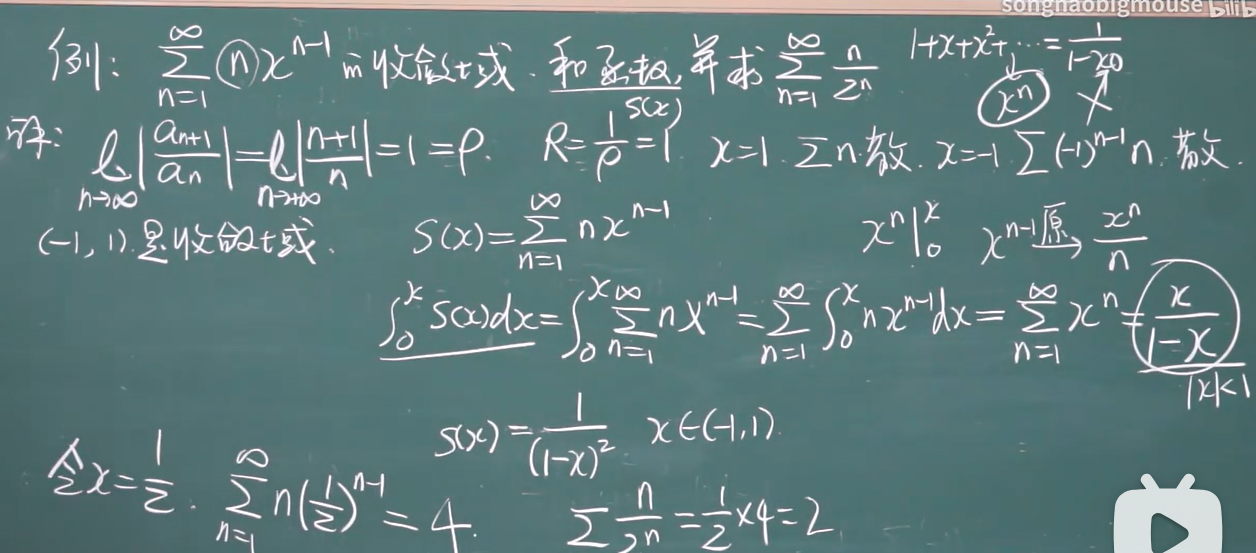 songhaobigmouse bilib
例: $\sum_{n=1}^{\infty} n x^{n-1}$ 的收敛域. 和函数, 并求 $\sum_{n=1}^{\infty} \frac{n}{2^n}$ $1+x+x^2+\cdots=\frac{1}{1-x}$
S(x) $x^n$
解: $\lim_{n\to\infty}\left|\frac{a_{n+1}}{a_n}\right|=\lim_{n\to+\infty}\left|\frac{n+1}{n}\right|=1=\rho.$ $R=\frac{1}{\rho}=1$ $x=1.$ $\sum n.$ 散. $x=-1.$ $\sum(-1)^{n-1}n.$ 散.
(-1, 1). 是收敛域. $S(x)=\sum_{n=1}^{\infty} n x^{n-1}$ $x^n|_0^x$ $x^{n-1} \xrightarrow{原} \frac{x^n}{n}$
$\int_0^x S(x)dx=\int_0^x \sum_{n=1}^{\infty} n x^{n-1}=\sum_{n=1}^{\infty}\int_0^x n x^{n-1}dx=\sum_{n=1}^{\infty} x^n=\frac{x}{1-x}$
|x|<1
$S(x)=\frac{1}{(1-x)^2}$ $x\in(-1,1).$
令 $x=\frac{1}{2}.$ $\sum_{n=1}^{\infty} n(\frac{1}{2})^{n-1}=4.$ $\sum \frac{n}{2^n}=\frac{1}{2}\times 4=2.$